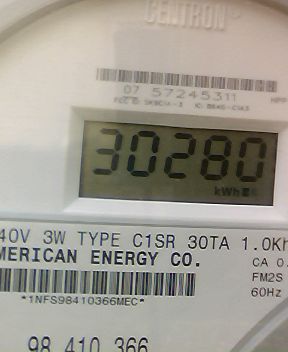 CENTRON
07 57245311
30280
kWh
40V 3W TYPE C1SR 30TA 1.0Kh
MERICAN ENERGY CO.
CA 0.
FM2S
60Hz
*1NFS98410366MEC*
98 410 366